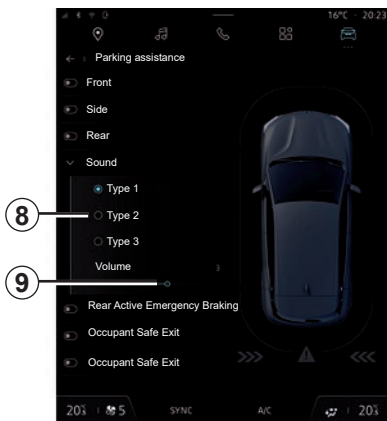 16°C · 20:23
Parking assistance
Front
Side
Rear
Sound
Type 1
8
Type 2
Type 3
Volume
3
9
Rear Active Emergency Braking
Occupant Safe Exit
Occupant Safe Exit
5 SYNC A/C